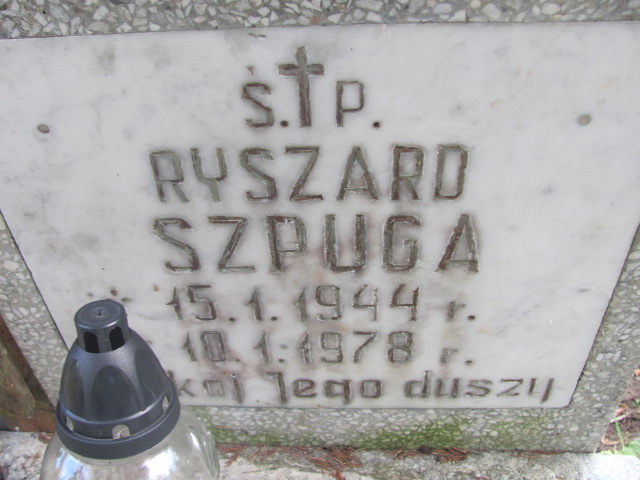 Ś. P.
RYSZARD
SZPUGA
15.1.1944 r.
10.1.1978 r.
Jego duszy